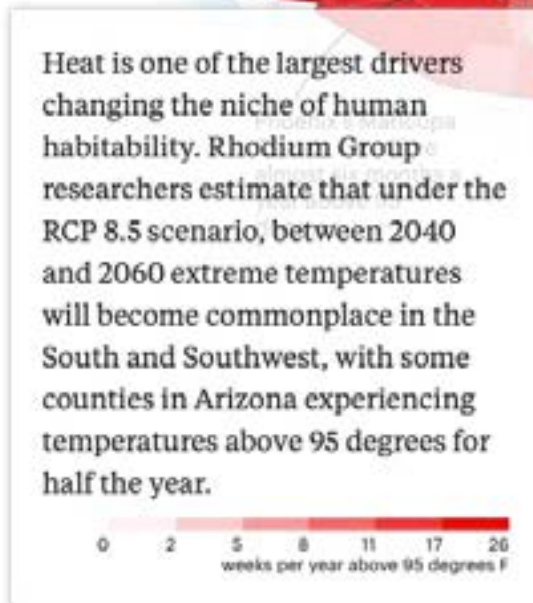 Heat is one of the largest drivers
changing the niche of human
habitability. Rhodium Group
researchers estimate that under the
RCP 8.5 scenario, between 2040
and 2060 extreme temperatures
will become commonplace in the
South and Southwest, with some
counties in Arizona experiencing
temperatures above 95 degrees for
half the year.
0 2 5 8 11 17 26
weeks per year above 95 degrees F